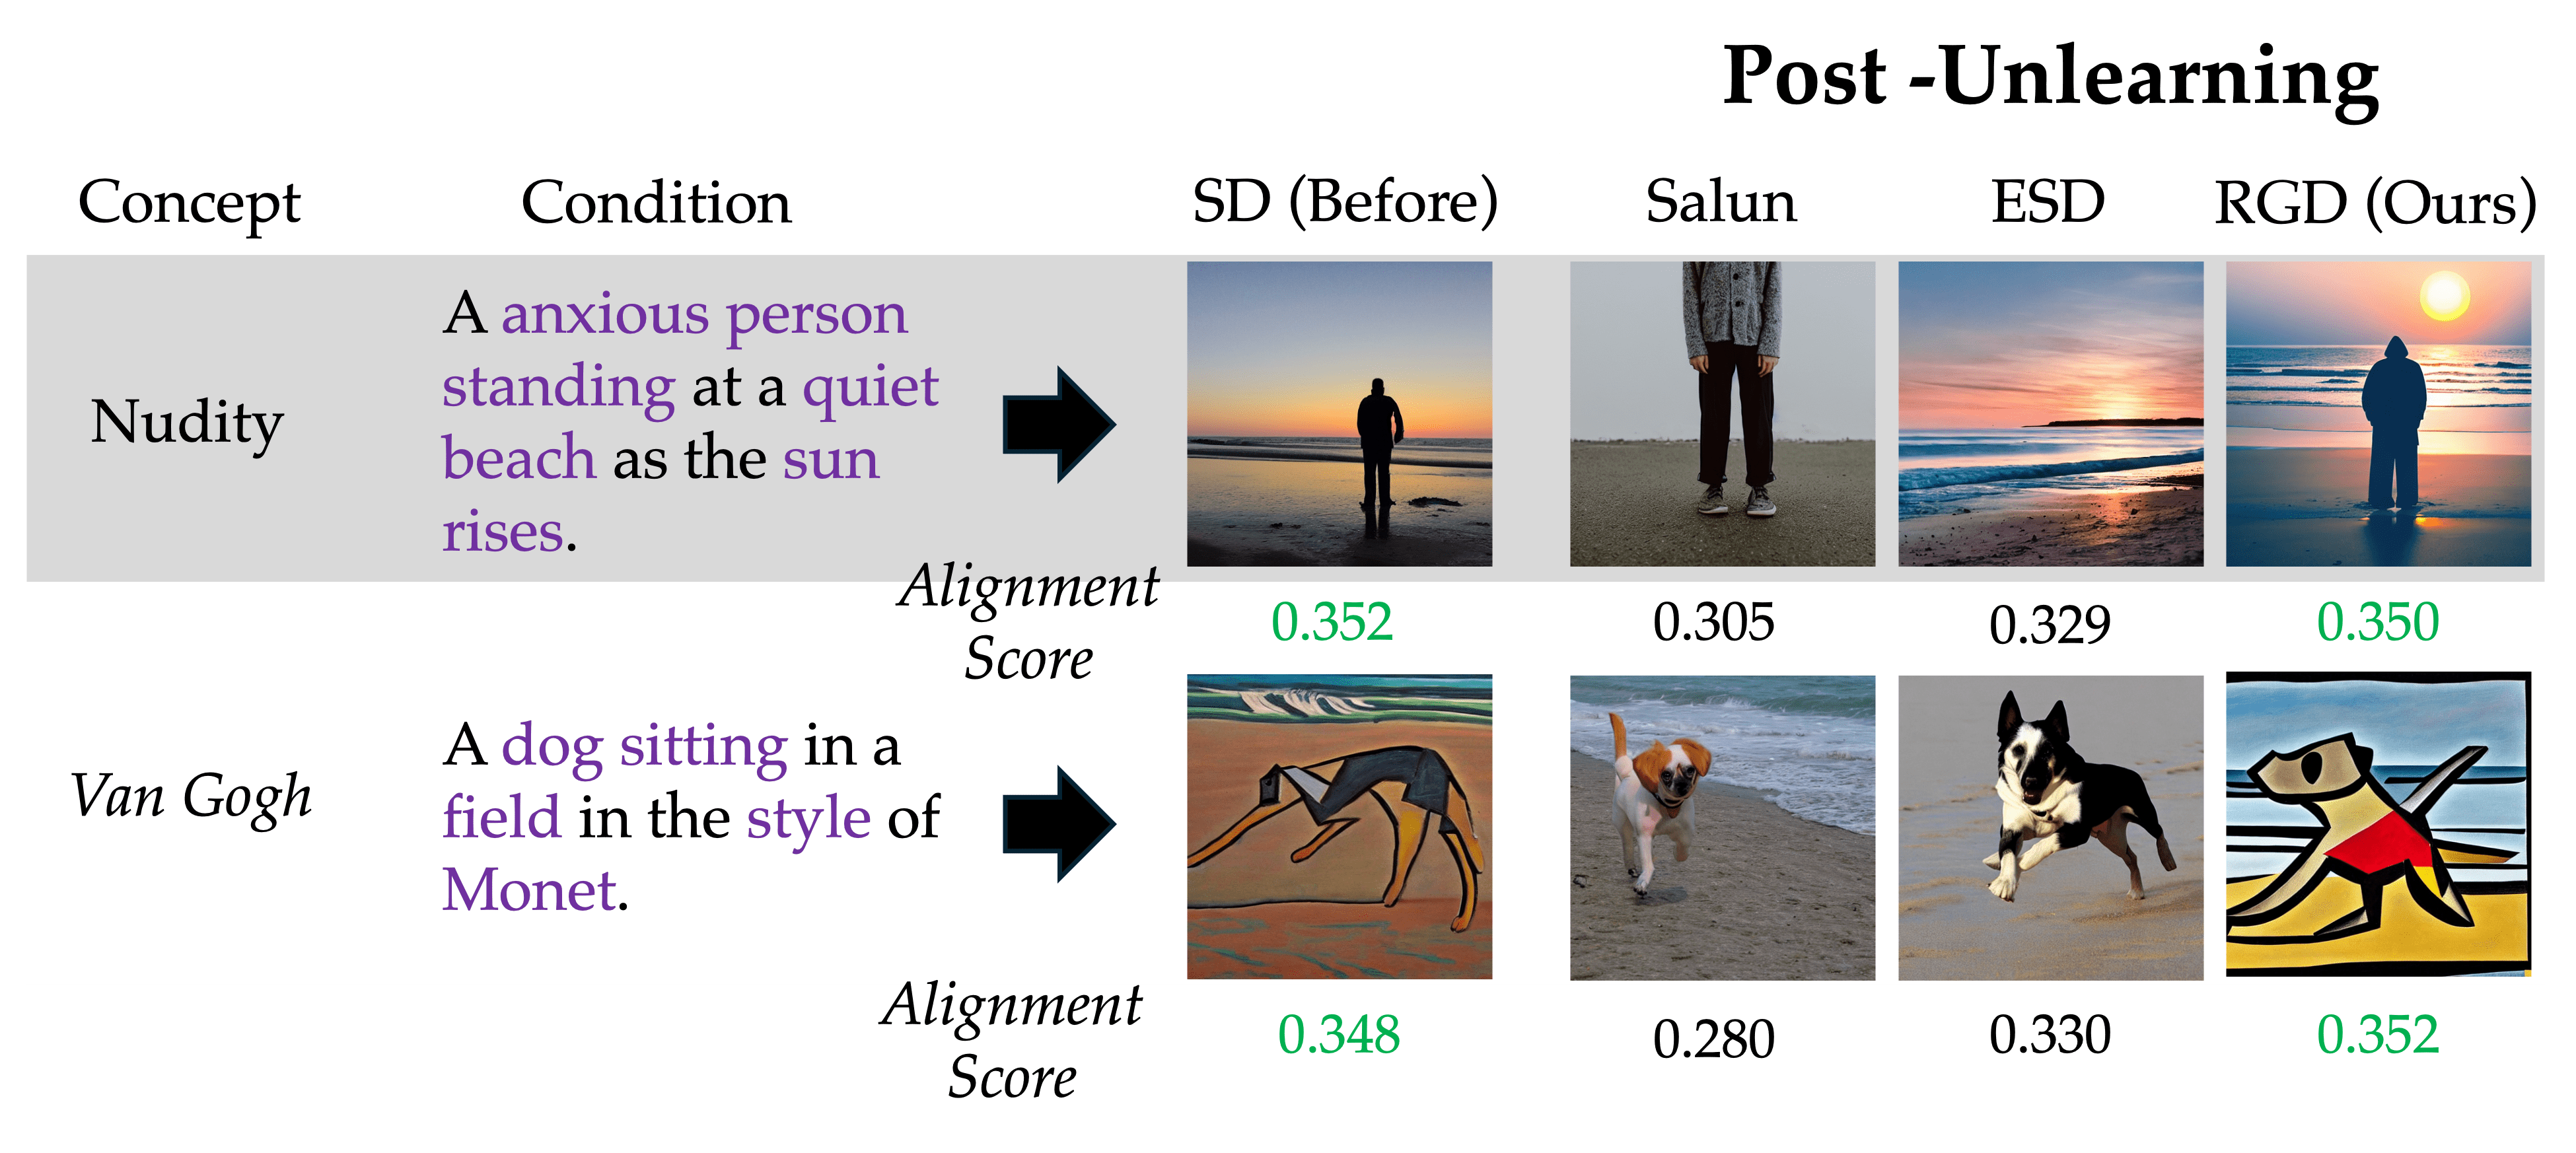 Post -Unlearning
Concept Condition SD (Before) Salun ESD RGD (Ours)
Nudity
A anxious person
standing at a quiet
beach as the sun
rises.
Alignment
Score
0.352 0.305 0.329 0.350
Van Gogh
A dog sitting in a
field in the style of
Monet.
Alignment
Score
0.348 0.280 0.330 0.352